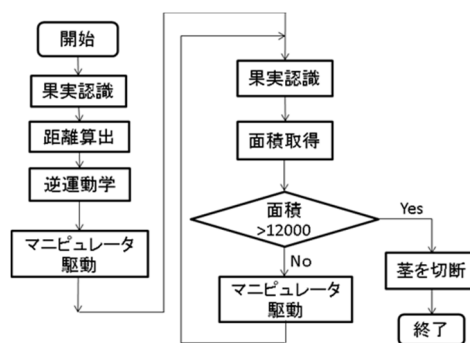 開始
果実認識
距離算出
逆運動学
マニピュレータ
駆動
果実認識
面積取得
面積
>12000
Yes
No
マニピュレータ
駆動
茎を切断
終了